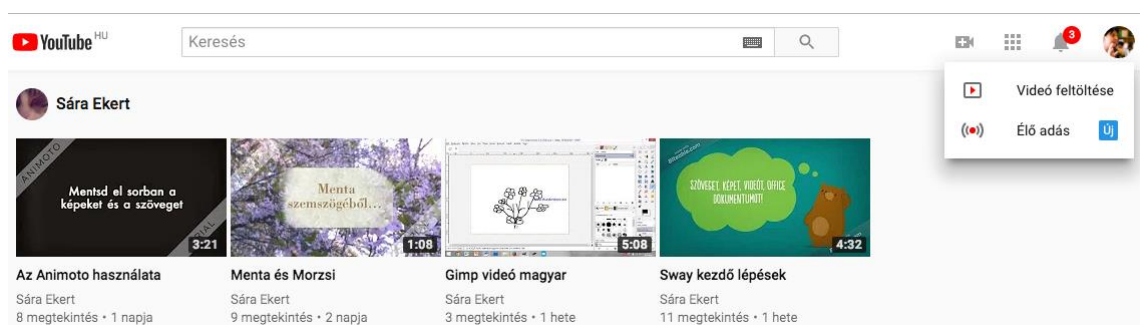 YouTube HU
Keresés
3
Videó feltöltése
Élő adás Új
Sára Ekert
ANIMOTO
Mentsd el sorban a
képeket és a szöveget
3:21
Menta
szemszögéből...
1:08
5:08
SZÖVEGET, KÉPET, VIDEÓT, OFFICE
DOKUMENTUMOT!
4:32
Az Animoto használata
Menta és Morzsi
Gimp videó magyar
Sway kezdő lépések
Sára Ekert
Sára Ekert
Sára Ekert
Sára Ekert
8 megtekintés • 1 napja
9 megtekintés • 2 napja
3 megtekintés • 1 hete
11 megtekintés • 1 hete